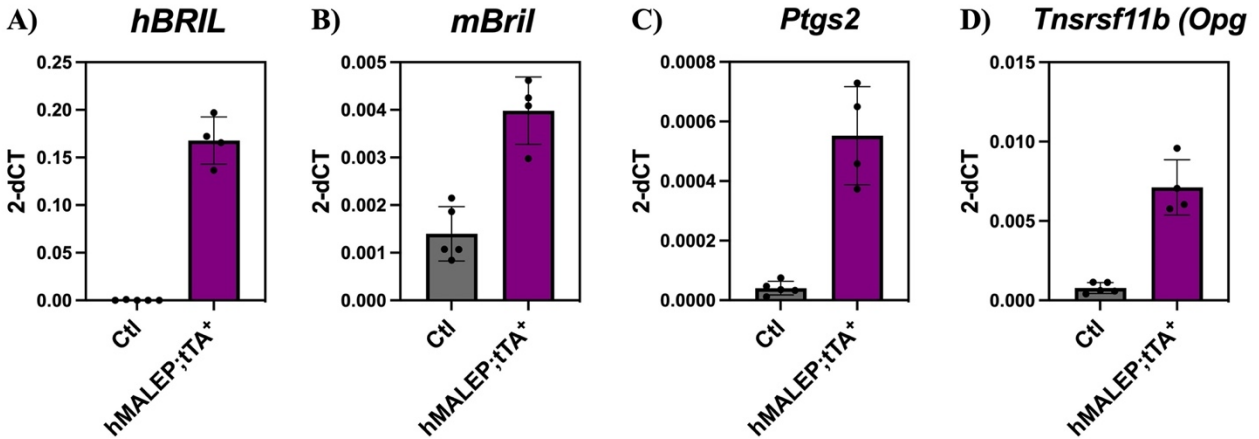 A) hBRIL
2-dCT
0.25
0.20
0.15
0.10
0.05
0.00
Ctl
hMALEP;tTA+
B) mBril
2-dCT
0.005
0.004
0.003
0.002
0.001
0.000
Ctl
hMALEP;tTA+
C) Ptgs2
2-dCT
0.0008
0.0006
0.0004
0.0002
0.0000
Ctl
hMALEP;tTA+
D) Tnsrsf11b (Opg
2-dCT
0.015
0.010
0.005
0.000
Ctl
hMALEP;tTA+